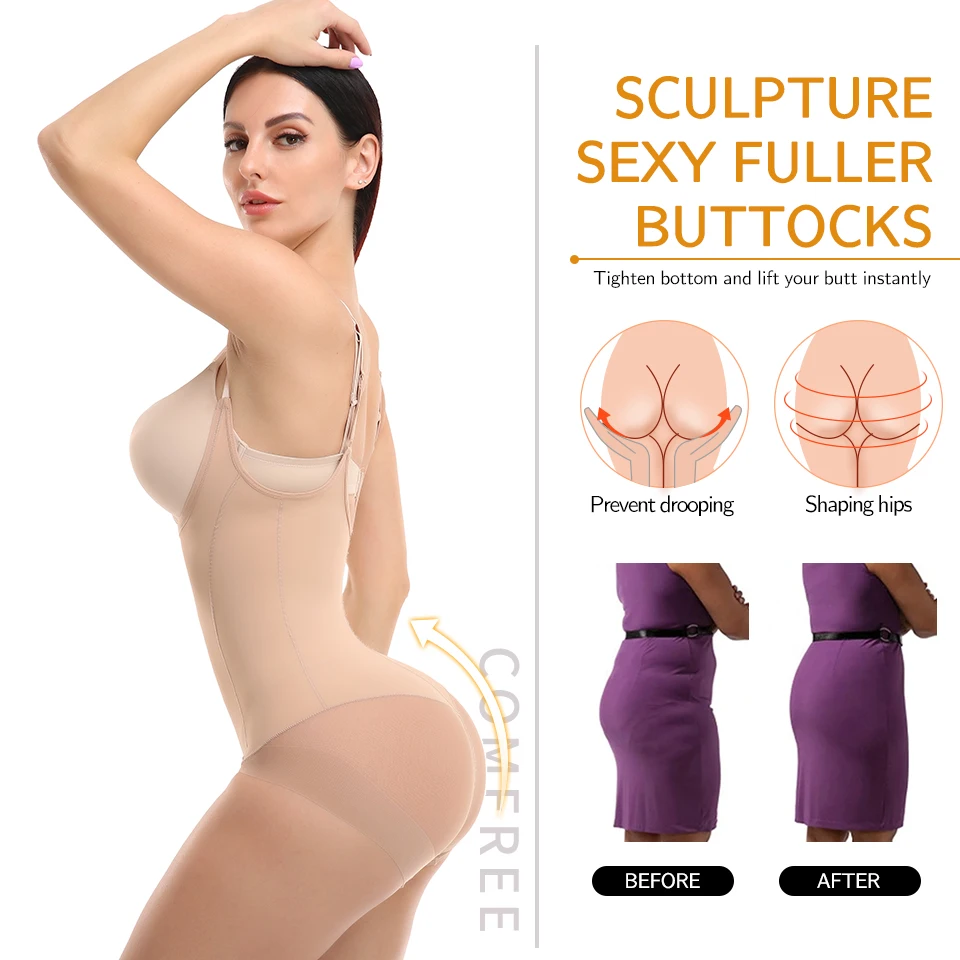 SCULPTURE
SEXY FULLER
BUTTOCKS
Tighten bottom and lift your butt instantly
Prevent drooping
Shaping hips
COMFREE
BEFORE
AFTER